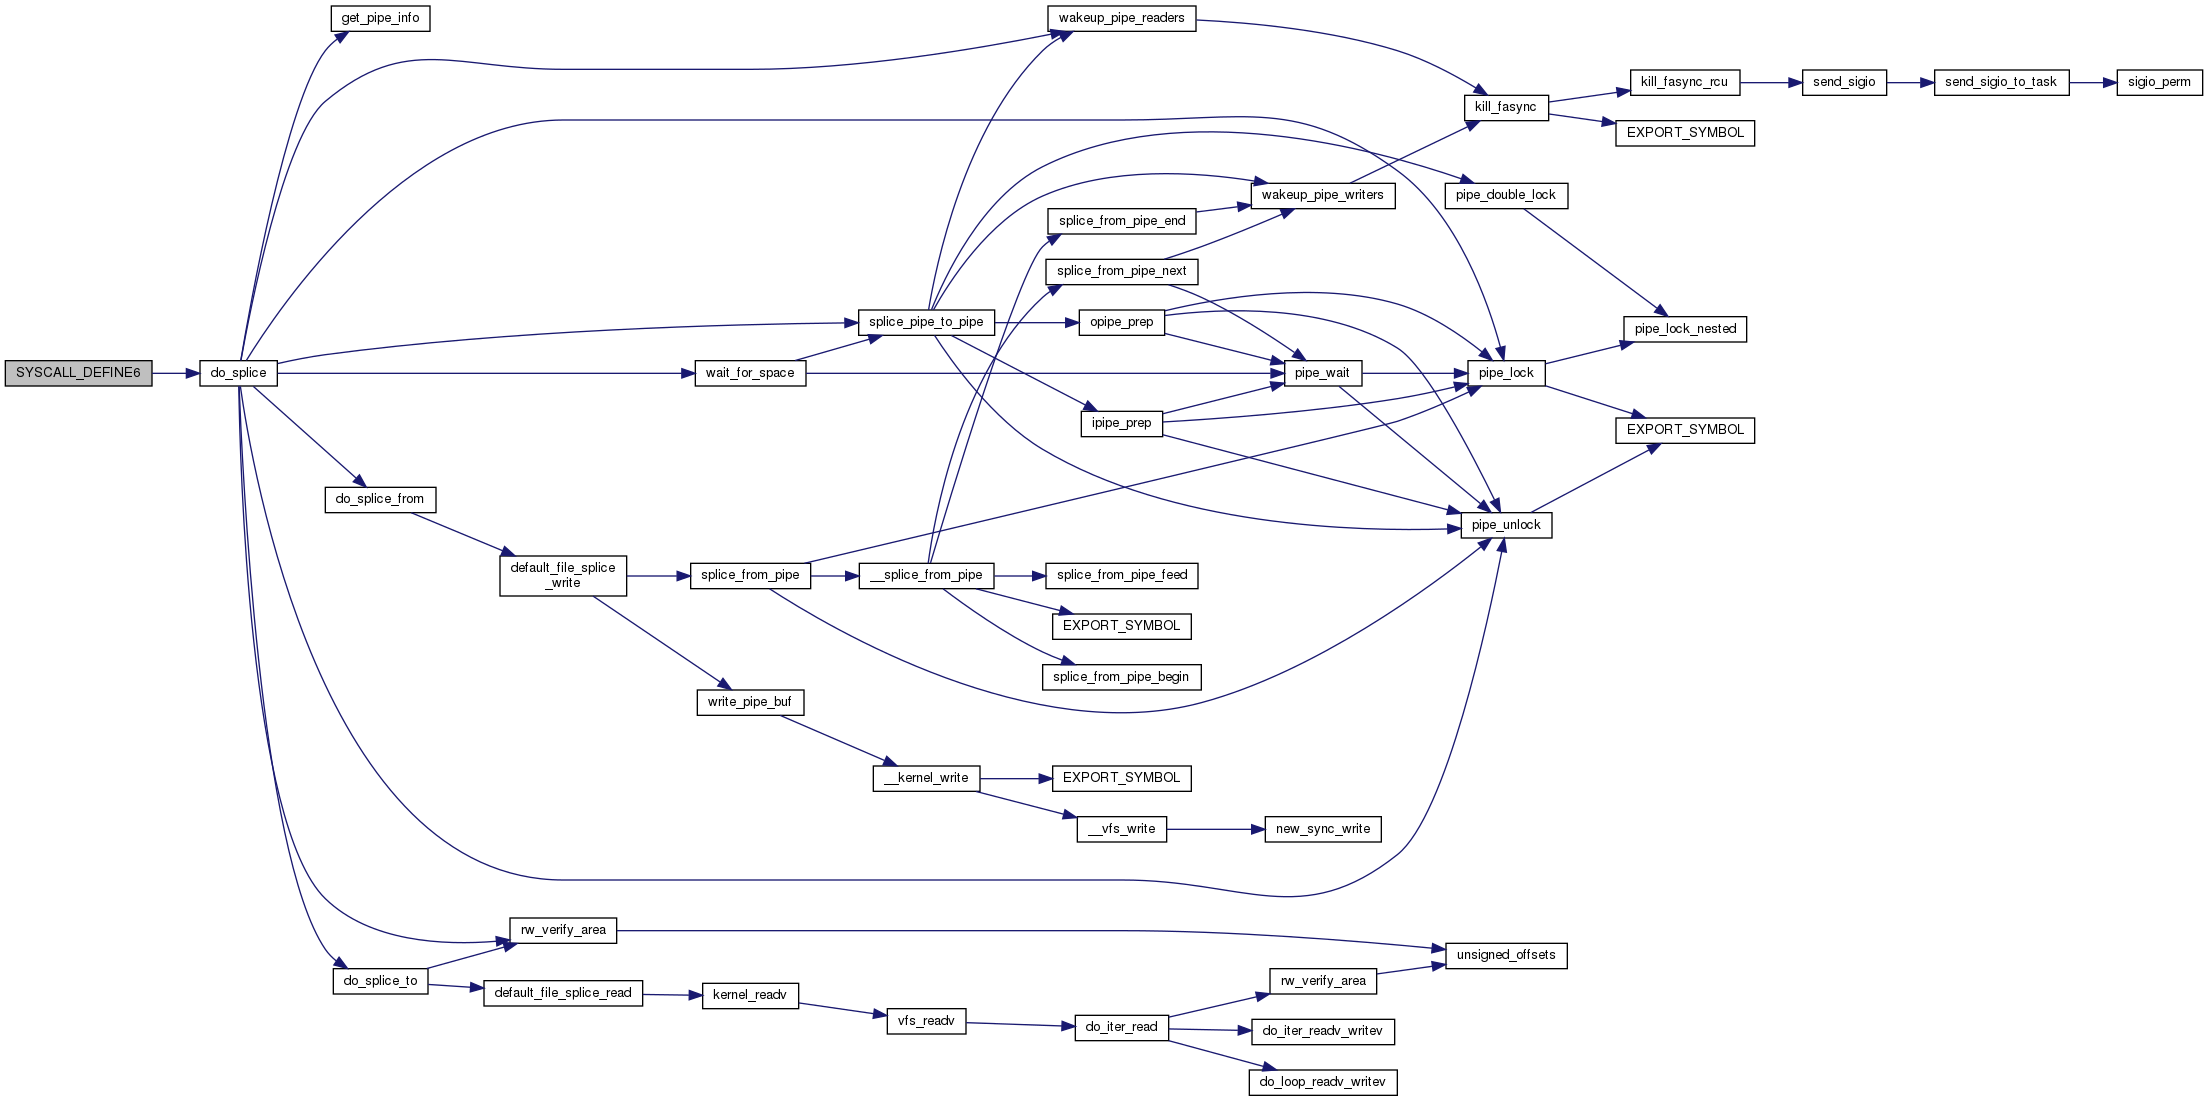 get_pipe_info
wakeup_pipe_readers
kill_fasync_rcu
send_sigio
send_sigio_to_task
sigio_perm
kill_fasync
EXPORT_SYMBOL
wakeup_pipe_writers
pipe_double_lock
splice_from_pipe_end
splice_from_pipe_next
splice_pipe_to_pipe
opipe_prep
pipe_lock_nested
SYSCALL_DEFINE6
do_splice
wait_for_space
pipe_wait
pipe_lock
ipipe_prep
EXPORT_SYMBOL
do_splice_from
pipe_unlock
default_file_splice
_write
splice_from_pipe
__splice_from_pipe
splice_from_pipe_feed
EXPORT_SYMBOL
splice_from_pipe_begin
write_pipe_buf
__kernel_write
EXPORT_SYMBOL
__vfs_write
new_sync_write
rw_verify_area
unsigned_offsets
do_splice_to
default_file_splice_read
kernel_readv
rw_verify_area
vfs_readv
do_iter_read
do_iter_readv_writev
do_loop_readv_writev